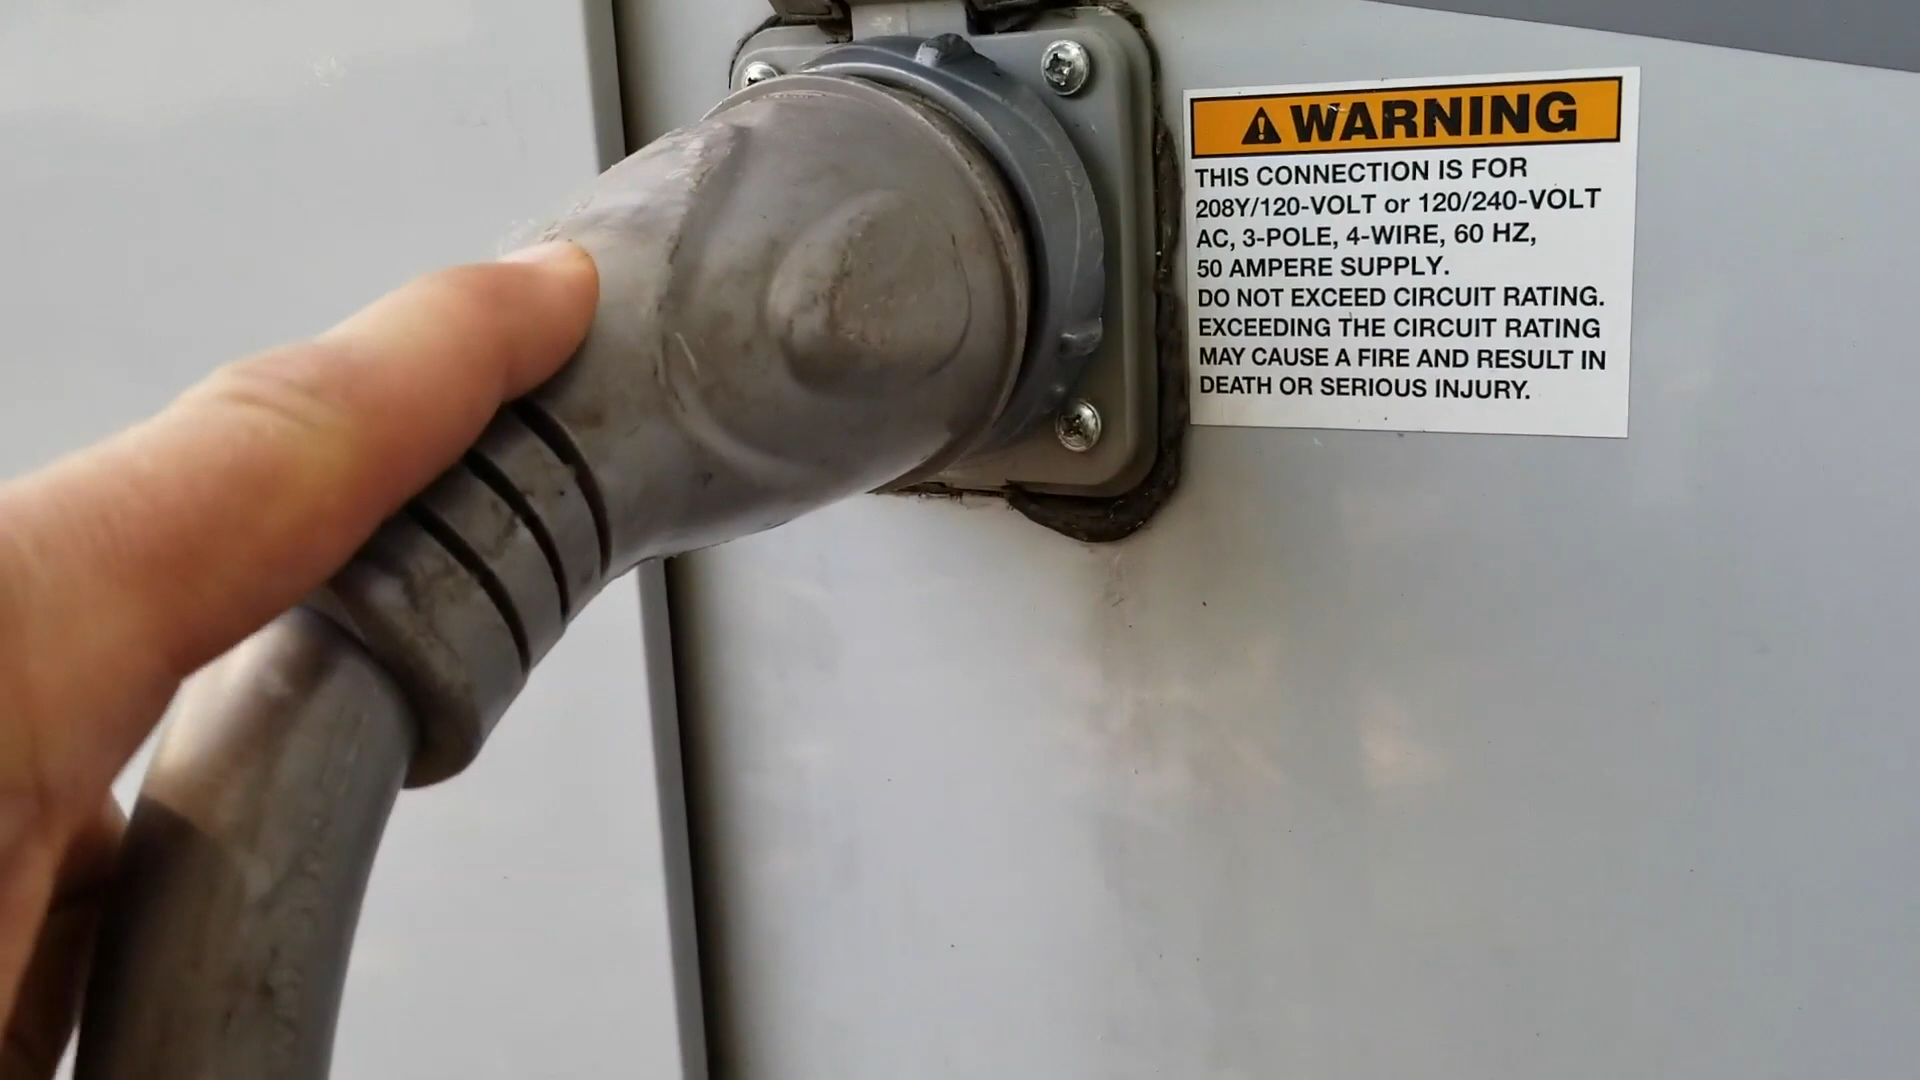 WARNING
THIS CONNECTION IS FOR
208Y/120-VOLT or 120/240-VOLT
AC, 3-POLE, 4-WIRE, 60 HZ,
50 AMPERE SUPPLY.
DO NOT EXCEED CIRCUIT RATING.
EXCEEDING THE CIRCUIT RATING
MAY CAUSE A FIRE AND RESULT IN
DEATH OR SERIOUS INJURY.